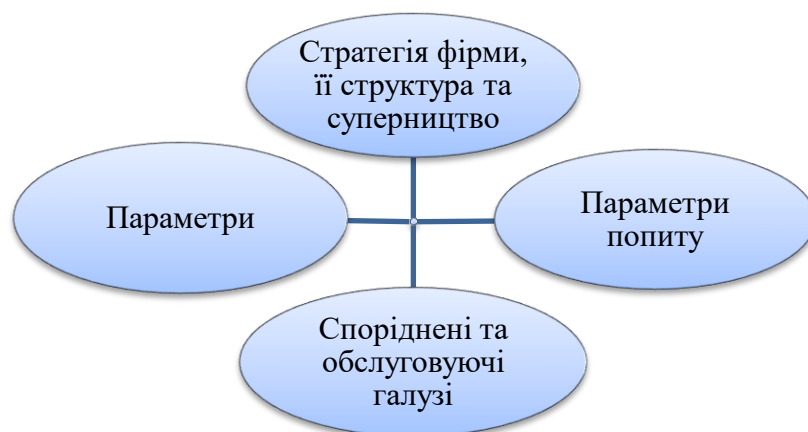 Стратегія фірми,
її структура та
суперництво
Параметри
Параметри
попиту
Споріднені та
обслуговуючі
галузі